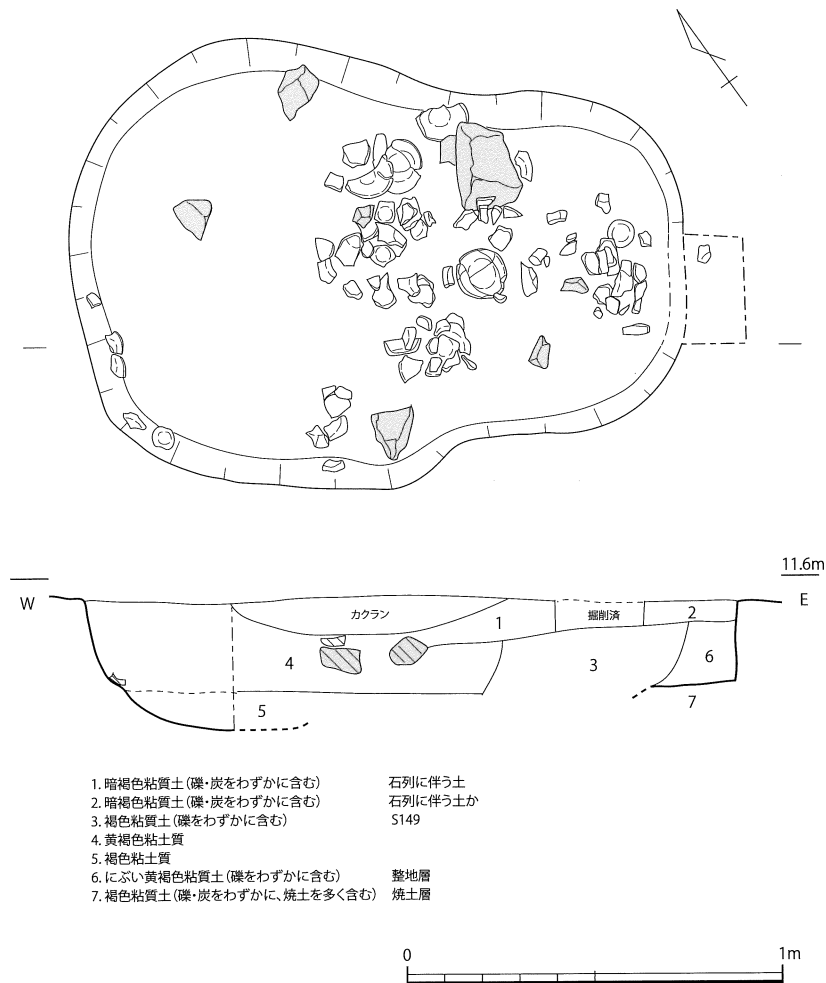 11.6m
W
E
カクラン
1
掘削済
2
4
3
6
5
7
1. 暗褐色粘質土（礫・炭をわずかに含む） 石列に伴う土
2. 暗褐色粘質土（礫・炭をわずかに含む） 石列に伴う土か
3. 褐色粘質土（礫をわずかに含む） S149
4. 黄褐色粘土質
5. 褐色粘土質
6. にぶい黄褐色粘質土（礫をわずかに含む） 整地層
7. 褐色粘質土（礫・炭をわずかに、焼土を多く含む） 焼土層
0 1m